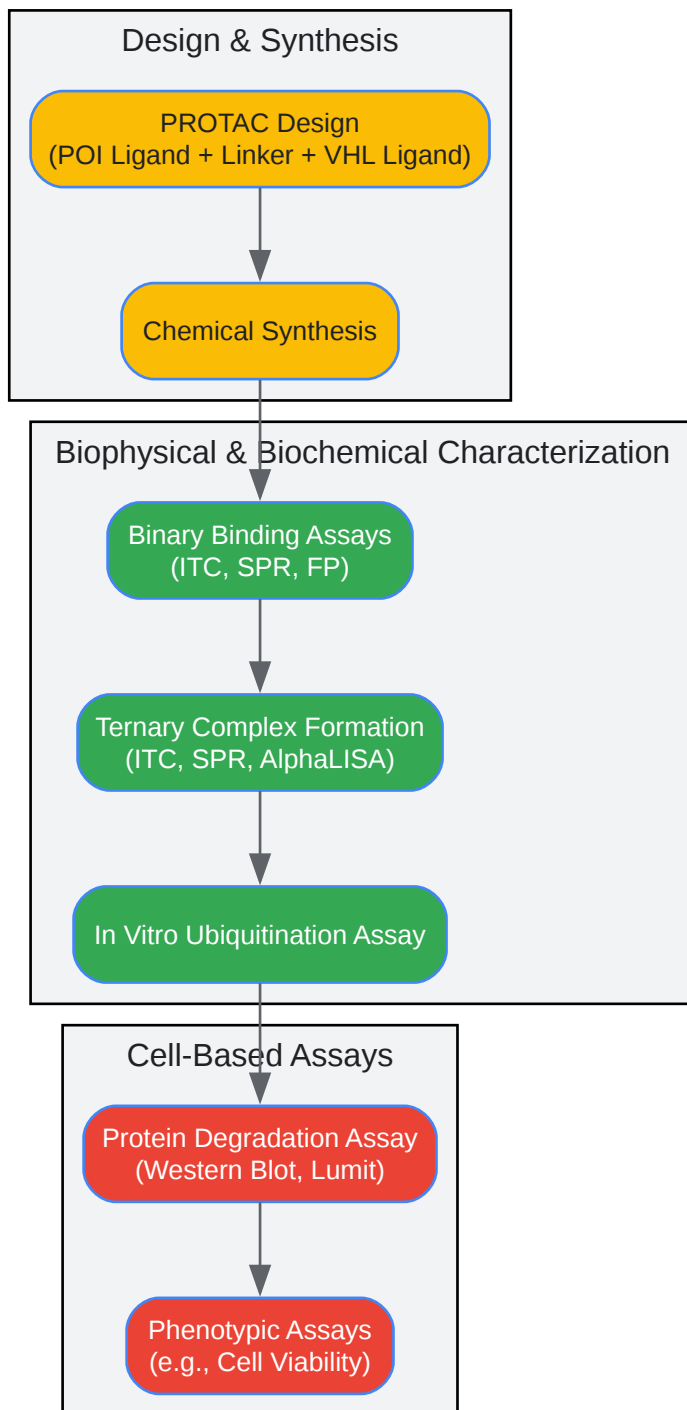 Design & Synthesis
PROTAC Design
(POI Ligand + Linker + VHL Ligand)
Chemical Synthesis
Biophysical & Biochemical Characterization
Binary Binding Assays
(ITC, SPR, FP)
Ternary Complex Formation
(ITC, SPR, AlphaLISA)
In Vitro Ubiquitination Assay
Cell-Based Assays
Protein Degradation Assay
(Western Blot, Lumit)
Phenotypic Assays
(e.g., Cell Viability)